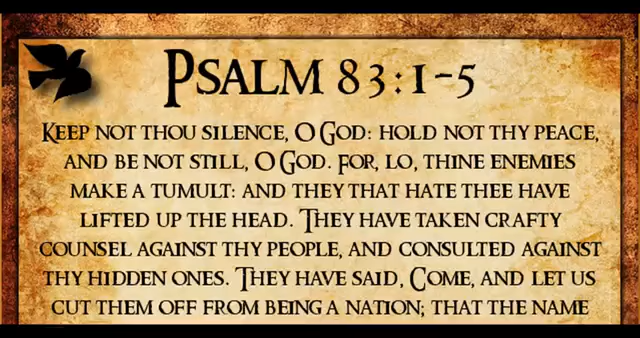 Psalm 83:1-5
Keep not thou silence, O God: hold not thy peace,
and be not still, O God. For, lo, thine enemies
make a tumult: and they that hate thee have
lifted up the head. They have taken crafty
counsel against thy people, and consulted against
thy hidden ones. They have said, Come, and let us
cut them off from being a nation; that the name